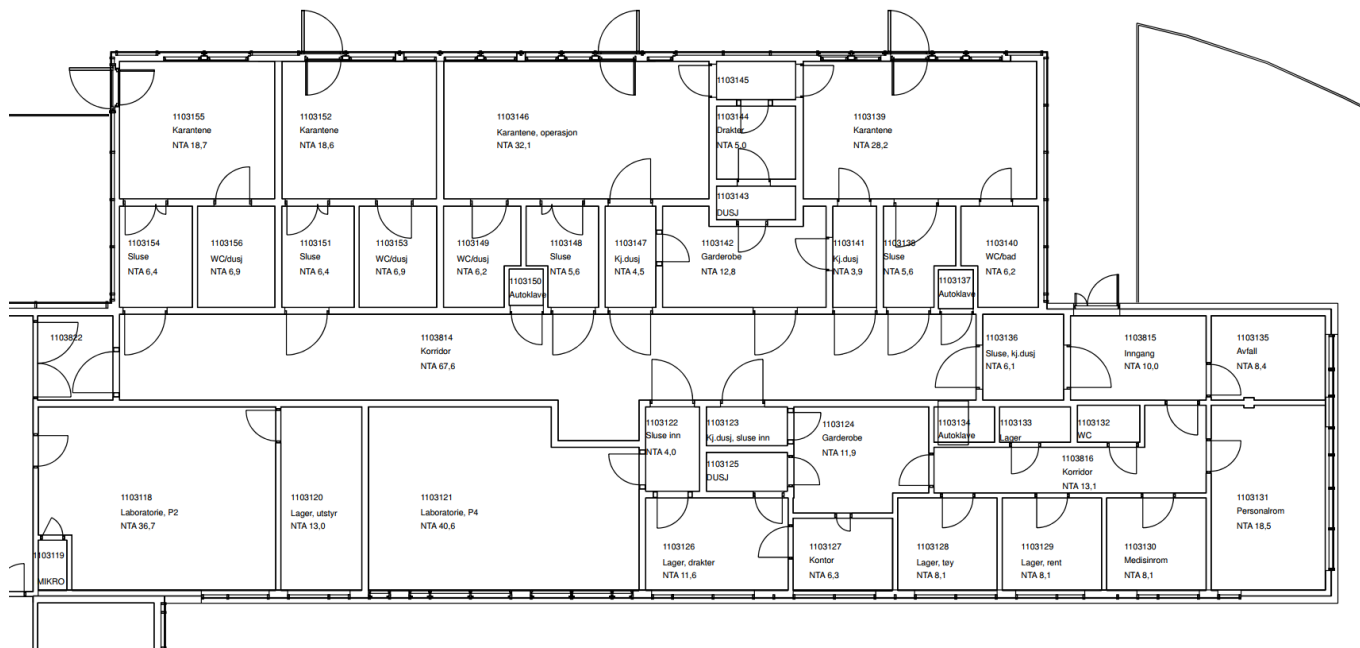 1103155
Karantene
NTA 18,7
1103152
Karantene
NTA 18,6
1103146
Karantene, operasjon
NTA 32,1
1103145
1103144
Drakter
NTA 5,0
1103139
Karantene
NTA 28,2
1103143
DUSJ
1103154
Sluse
NTA 6,4
1103156
WC/dusj
NTA 6,9
1103151
Sluse
NTA 6,4
1103153
WC/dusj
NTA 6,9
1103149
WC/dusj
NTA 6,2
1103148
Sluse
NTA 5,6
1103150
Autoklave
1103147
Kj.dusj
NTA 4,5
1103142
Garderobe
NTA 12,8
1103141
Kj.dusj
NTA 3,9
1103138
Sluse
NTA 5,6
1103137
Autoklave
1103140
WC/bad
NTA 6,2
1103822
1103814
Korridor
NTA 67,6
1103136
Sluse, kj.dusj
NTA 6,1
1103815
Inngang
NTA 10,0
1103135
Avfall
NTA 8,4
1103122
Sluse inn
NTA 4,0
1103123
Kj.dusj, sluse inn
1103124
Garderobe
NTA 11,9
1103134
Autoklave
1103133
Lager
1103132
WC
1103125
DUSJ
1103816
Korridor
NTA 13,1
1103118
Laboratorie, P2
NTA 36,7
1103120
Lager, utstyr
NTA 13,0
1103121
Laboratorie, P4
NTA 40,6
1103131
Personalrom
NTA 18,5
1103119
MIKRO
1103126
Lager, drakter
NTA 11,6
1103127
Kontor
NTA 6,3
1103128
Lager, tøy
NTA 8,1
1103129
Lager, rent
NTA 8,1
1103130
Medisinrom
NTA 8,1